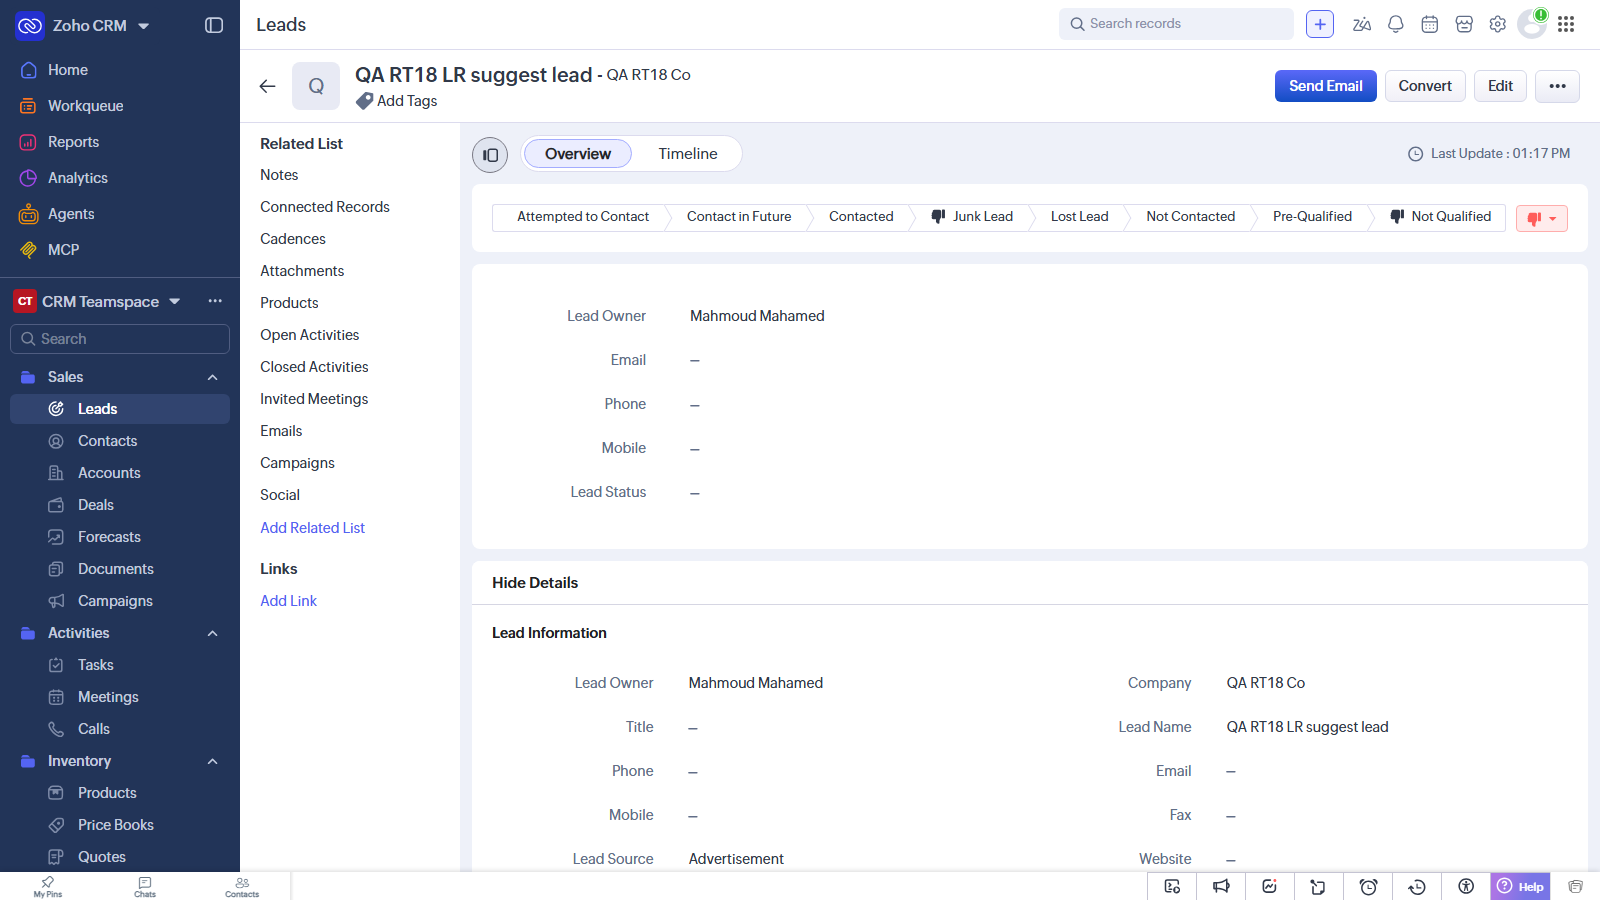 Zoho CRM
Home
Workqueue
Reports
Analytics
Agents
MCP
CT CRM Teamspace
Search
Sales
Leads
Contacts
Accounts
Deals
Forecasts
Documents
Campaigns
Activities
Tasks
Meetings
Calls
Inventory
Products
Price Books
Quotes
Leads
Search records
Q
QA RT18 LR suggest lead - QA RT18 Co
Add Tags
Send Email
Convert
Edit
Related List
Notes
Connected Records
Cadences
Attachments
Products
Open Activities
Closed Activities
Invited Meetings
Emails
Campaigns
Social
Add Related List
Links
Add Link
Overview
Timeline
Last Update : 01:17 PM
Attempted to Contact
Contact in Future
Contacted
Junk Lead
Lost Lead
Not Contacted
Pre-Qualified
Not Qualified
Lead Owner Mahmoud Mahamed
Email —
Phone —
Mobile —
Lead Status —
Hide Details
Lead Information
Lead Owner Mahmoud Mahamed
Company QA RT18 Co
Title —
Lead Name QA RT18 LR suggest lead
Phone —
Email —
Mobile —
Fax —
Lead Source Advertisement
Website —
My Pins
Chats
Contacts
Help